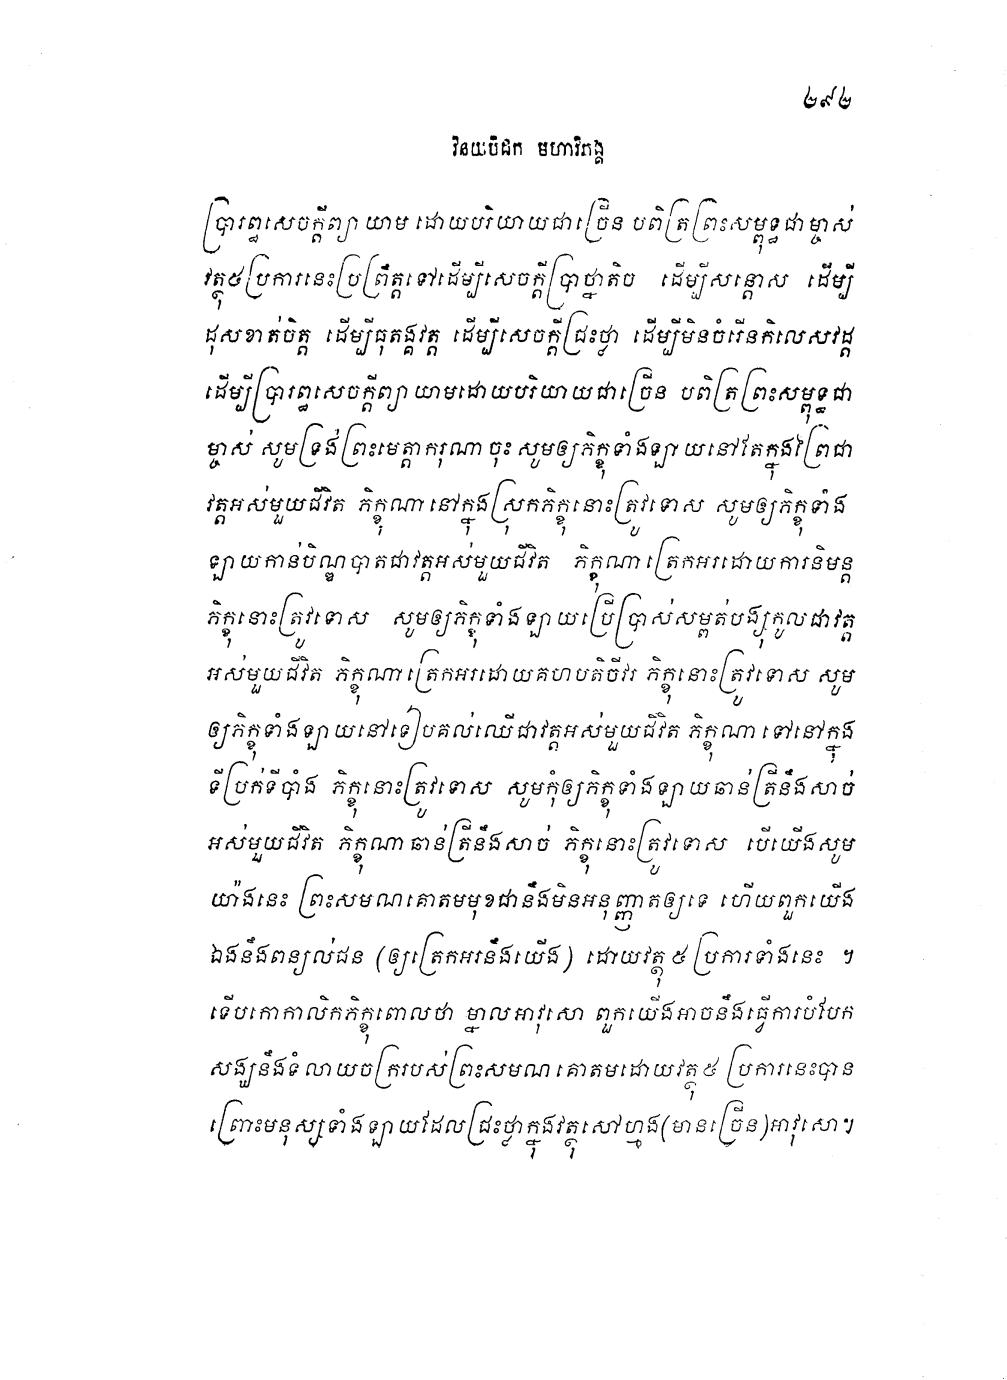 ២៩២
វិនយបិដក មហាវិភង្គ
ប្រារព្ធសេចក្តីព្យាយាម ដោយបរិយាយជាច្រើន បពិត្រព្រះសម្ពុទ្ធជាម្ចាស់
វត្ថុ៥ប្រការនេះប្រព្រឹត្តទៅដើម្បីសេចក្តីប្រាថ្នាតិច ដើម្បីសន្តោស ដើម្បី
ដុសខាត់ចិត្ត ដើម្បីធុតង្គវត្ត ដើម្បីសេចក្តីជ្រះថ្លា ដើម្បីមិនចំរើនកិលេសវដ្ដ
ដើម្បីប្រារព្ធសេចក្តីព្យាយាមដោយបរិយាយជាច្រើន បពិត្រព្រះសម្ពុទ្ធជា
ម្ចាស់ សូមទ្រង់ព្រះមេត្តាករុណាចុះ សូមឲ្យភិក្ខុទាំងឡាយនៅតែក្នុងព្រៃជា
វត្តអស់មួយជីវិត ភិក្ខុណានៅក្នុងស្រុកភិក្ខុនោះត្រូវទោស សូមឲ្យភិក្ខុទាំង
ឡាយកាន់បិណ្ឌបាតជាវត្តអស់មួយជីវិត ភិក្ខុណាត្រេកអរដោយការនិមន្ត
ភិក្ខុនោះត្រូវទោស សូមឲ្យភិក្ខុទាំងឡាយប្រើប្រាស់សម្ពត់បង្សុកូលជាវត្ត
អស់មួយជីវិត ភិក្ខុណាត្រេកអរដោយគហបតិចីវរ ភិក្ខុនោះត្រូវទោស សូម
ឲ្យភិក្ខុទាំងឡាយនៅទៀបគល់ឈើជាវត្តអស់មួយជីវិត ភិក្ខុណាទៅនៅក្នុង
ទីប្រក់ទីបាំង ភិក្ខុនោះត្រូវទោស សូមកុំឲ្យភិក្ខុទាំងឡាយឆាន់ត្រីនឹងសាច់
អស់មួយជីវិត ភិក្ខុណាឆាន់ត្រីនឹងសាច់ ភិក្ខុនោះត្រូវទោស បើយើងសូម
យ៉ាងនេះ ព្រះសមណគោតមមុខជានឹងមិនអនុញ្ញាតឲ្យទេ ហើយពួកយើង
ឯងនឹងពន្យល់ជន (ឲ្យត្រេកអរនឹងយើង) ដោយវត្ថុ ៥ ប្រការទាំងនេះ ។
ទើបកោកាលិកភិក្ខុពោលថា ម្នាលអាវុសោ ពួកយើងអាចនឹងធ្វើការបំបែក
សង្ឃនឹងទំលាយចក្ររបស់ព្រះសមណគោតមដោយវត្ថុ ៥ ប្រការនេះបាន
ព្រោះមនុស្សទាំងឡាយដែលជ្រះថ្លាក្នុងវត្ថុសៅហ្មង(មានច្រើន)អាវុសោ។